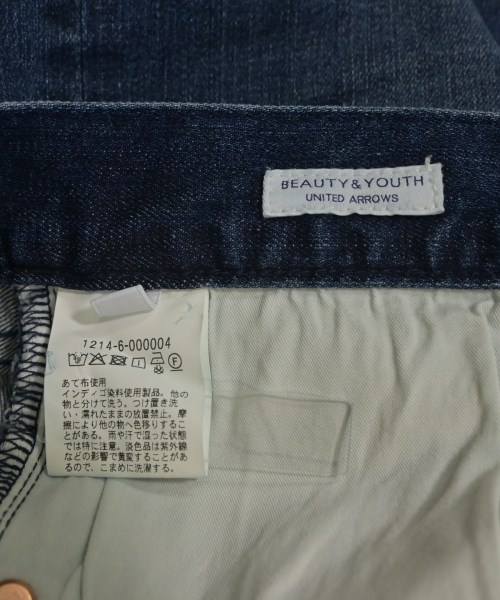 BEAUTY&YOUTH
UNITED ARROWS
1214-6-000004
あて布使用
インディゴ染料使用製品。他の
物と分けて洗う。つけ置き洗
い・濡れたままの放置禁止。摩
擦により他の物へ色移りするこ
とがある。雨や汗で湿った状態
では特に注意。淡色品は紫外線
などの影響で黄変することがあ
るので、こまめに洗濯する。